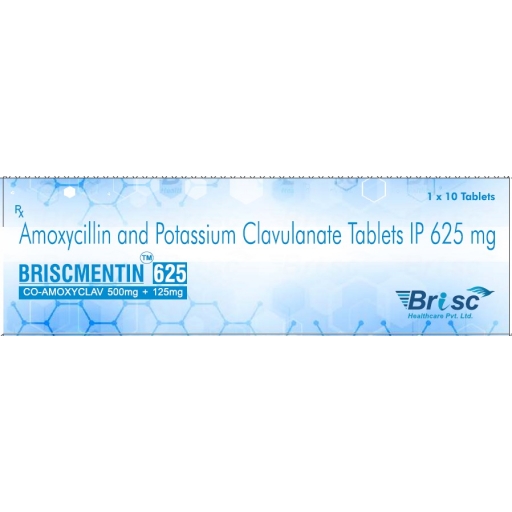 1 x 10 Tablets
Rx
Amoxycillin and Potassium Clavulanate Tablets IP 625 mg
BRISCMENTIN™ 625
CO-AMOXYCLAV 500mg + 125mg
Brisc
Healthcare Pvt. Ltd.